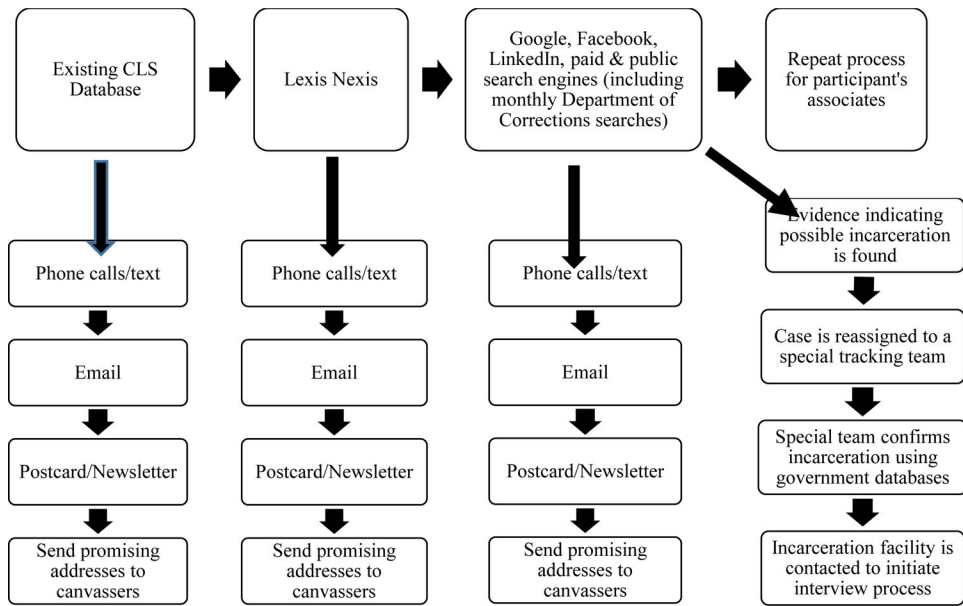 Existing CLS
Database
Lexis Nexis
Google, Facebook,
LinkedIn, paid & public
search engines (including
monthly Department of
Corrections searches)
Repeat process
for participant's
associates
Phone calls/text
Email
Postcard/Newsletter
Send promising
addresses to
canvassers
Phone calls/text
Email
Postcard/Newsletter
Send promising
addresses to
canvassers
Phone calls/text
Email
Postcard/Newsletter
Send promising
addresses to
canvassers
Evidence indicating
possible incarceration
is found
Case is reassigned to a
special tracking team
Special team confirms
incarceration using
government databases
Incarceration facility is
contacted to initiate
interview process